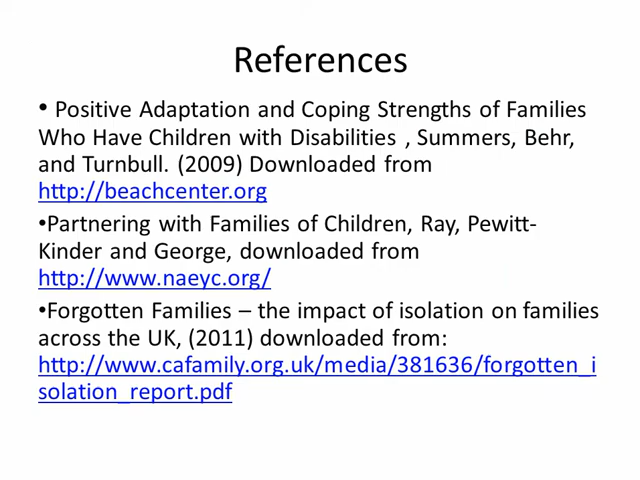 References
• Positive Adaptation and Coping Strengths of Families
Who Have Children with Disabilities , Summers, Behr,
and Turnbull. (2009) Downloaded from
http://beachcenter.org
•Partnering with Families of Children, Ray, Pewitt-
Kinder and George, downloaded from
http://www.naeyc.org/
•Forgotten Families – the impact of isolation on families
across the UK, (2011) downloaded from:
http://www.cafamily.org.uk/media/381636/forgotten_i
solation_report.pdf